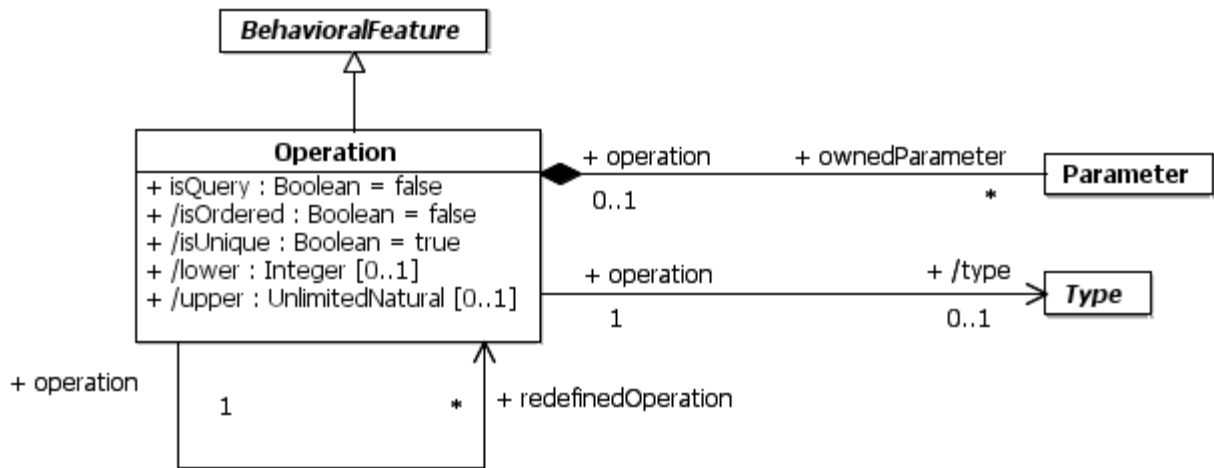 BehavioralFeature
Operation
+ isQuery : Boolean = false
+ /isOrdered : Boolean = false
+ /isUnique : Boolean = true
+ /lower : Integer [0..1]
+ /upper : UnlimitedNatural [0..1]
+ operation
+ ownedParameter
0..1
*
Parameter
+ operation
+ /type
1
0..1
Type
+ operation
1
*
+ redefinedOperation